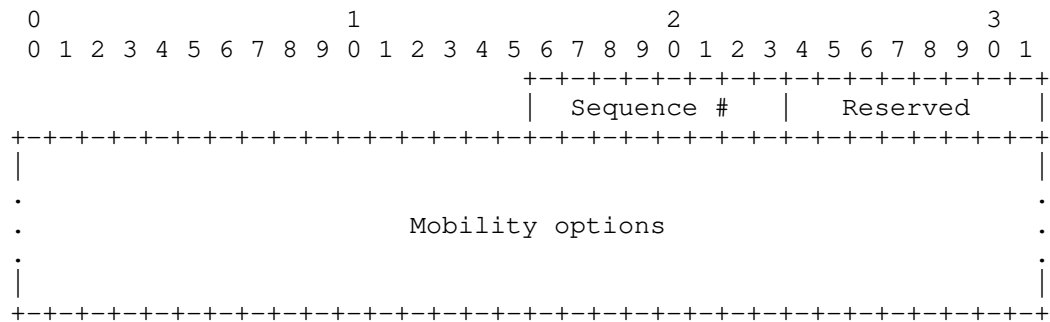 0                   1                   2                   3
 0 1 2 3 4 5 6 7 8 9 0 1 2 3 4 5 6 7 8 9 0 1 2 3 4 5 6 7 8 9 0 1
                                +-+-+-+-+-+-+-+-+-+-+-+-+-+-+-+-+
                                |  Sequence #   |   Reserved    |
+-+-+-+-+-+-+-+-+-+-+-+-+-+-+-+-+-+-+-+-+-+-+-+-+-+-+-+-+-+-+-+-+
|                                                               |
.                                                               .
.                        Mobility options                       .
.                                                               .
|                                                               |
+-+-+-+-+-+-+-+-+-+-+-+-+-+-+-+-+-+-+-+-+-+-+-+-+-+-+-+-+-+-+-+-+